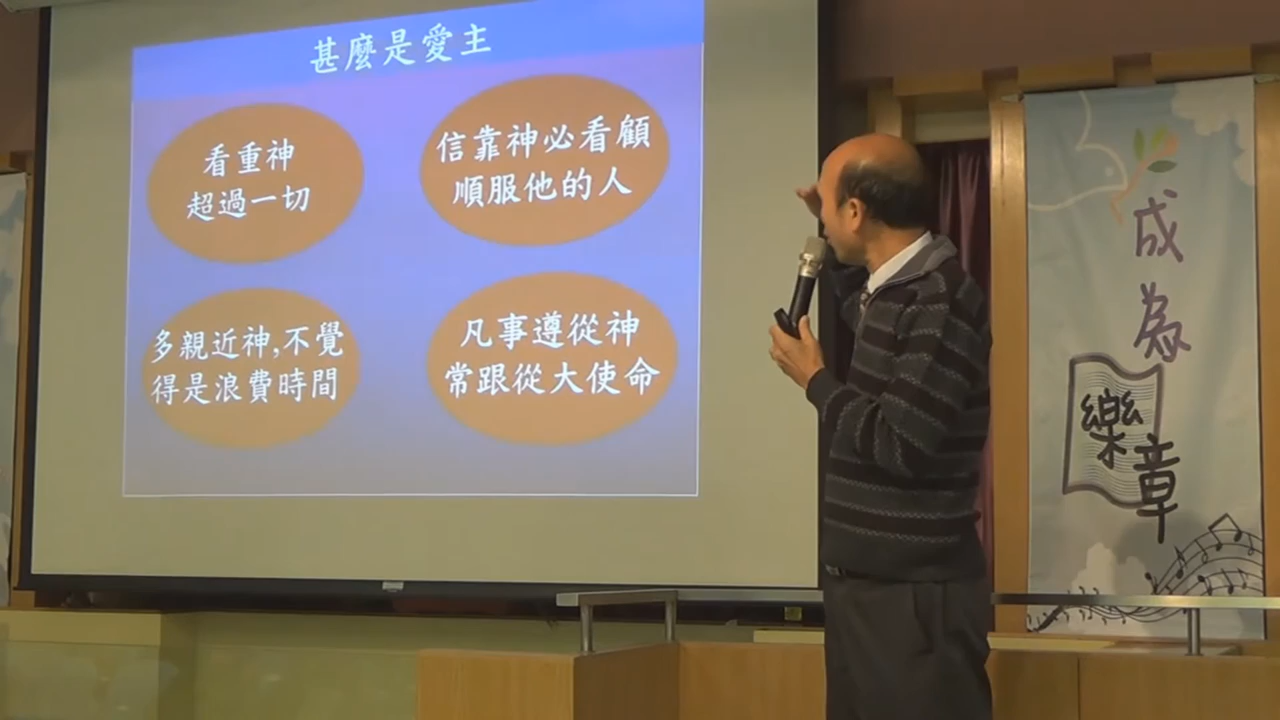 甚麼是愛主
看重神
超過一切
信靠神必看顧
順服他的人
多親近神,不覺
得是浪費時間
凡事遵從神
常跟從大使命
成為
樂章